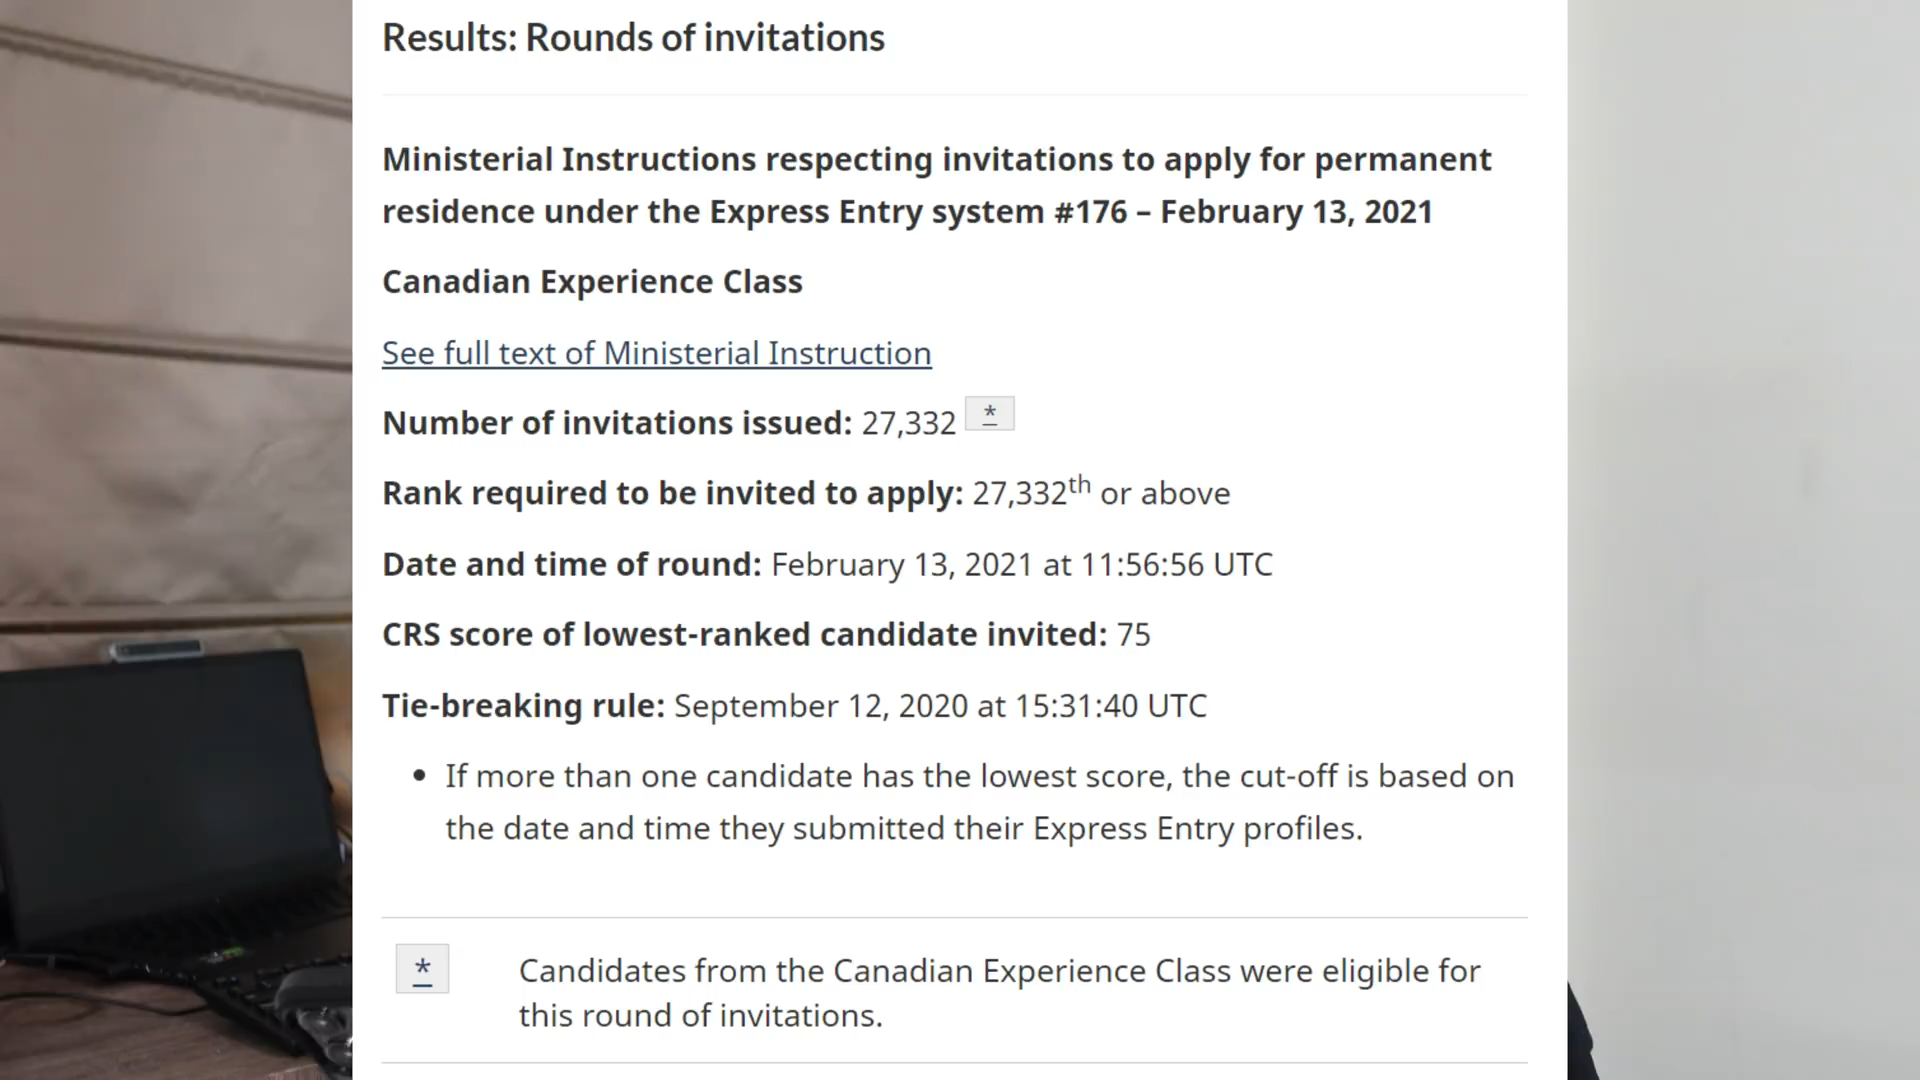 Results: Rounds of invitations
Ministerial Instructions respecting invitations to apply for permanent
residence under the Express Entry system #176 – February 13, 2021
Canadian Experience Class
See full text of Ministerial Instruction
Number of invitations issued: 27,332 *
Rank required to be invited to apply: 27,332th or above
Date and time of round: February 13, 2021 at 11:56:56 UTC
CRS score of lowest-ranked candidate invited: 75
Tie-breaking rule: September 12, 2020 at 15:31:40 UTC
• If more than one candidate has the lowest score, the cut-off is based on
the date and time they submitted their Express Entry profiles.
* Candidates from the Canadian Experience Class were eligible for
this round of invitations.